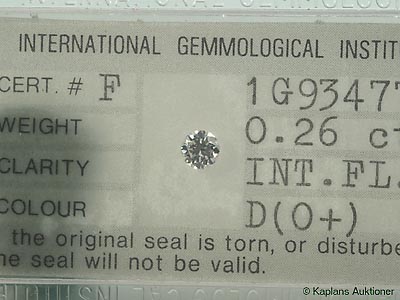 INTERNATIONAL GEMMOLOGICAL INSTIT
CERT. # F 1G9347
WEIGHT 0.26 ct
CLARITY INT.FL.
COLOUR D(O+)
the original seal is torn, or disturbe
he seal will not be valid.
© Kaplans Auktioner